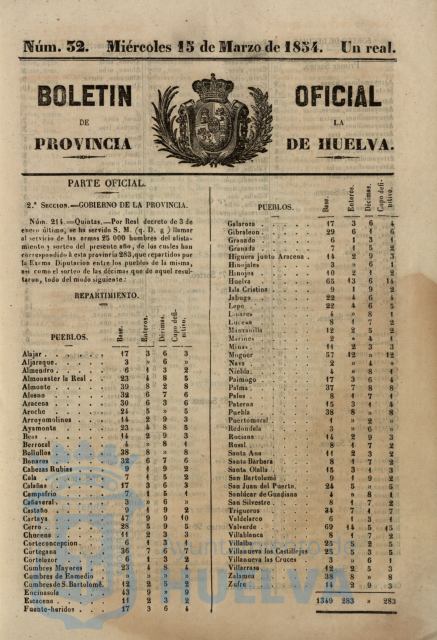 Núm. 32. Miércoles 15 de Marzo de 1854. Un real.
BOLETIN OFICIAL
DE LA
PROVINCIA DE HUELVA.
PARTE OFICIAL.
2.ª Seccion.—GOBIERNO DE LA PROVINCIA.
Núm. 214.—Quintas.—Por Real decreto de 3 de
enero último, se ha servido S. M. (q. D. g.) llamar
al servicio de las armas 25 000 hombres del alista-
miento y sorteo del presente año, de los cuales han
correspondido á esta provincia 283, que repartidos por
la Exema Diputacion entre los pueblos de la misma,
asi como el sorteo de las décimas que de aquel resul-
taron, todo del modo siguiente:
REPARTIMIENTO.
PUEBLOS. Base. Enteros. Décimas. Cupo defi-nitivo.
Alajar 17 3 6 3
Aljaraque. 3 » 6 »
Almendro 6 1 3 2
Almonaster la Real 23 4 8 5
Almonte 39 8 2 8
Alosno 32 6 7 6
Aracena 30 6 3 6
Aroche 24 5 » 5
Arroyomolinos 14 2 9 3
Ayamonte 23 4 8 5
Beas 14 2 9 3
Berrocal 4 » 8 1
Bollullos 38 8 » 8
Bonares 32 6 7 6
Cabezas Rubias 9 1 9 2
Cala 7 1 5 2
Calañas 17 3 6 3
Campofrio 7 1 5 1
Cañaveral 3 » 6 »
Castaño 9 1 9 2
Cartaya 47 9 9 10
Cerro 28 5 9 5
Chucena 11 2 3 3
Corteconcepcion 6 1 3 1
Cortegana 36 7 6 7
Cortelazor 6 1 3 2
Cumbres Mayores 23 4 8 4
Cumbres de Enmedio » » » »
Cumbres de S. Bartolomé. 12 2 5 2
Encinasola 43 9 » 9
Escacena 11 2 3 2
Fuente-heridos 17 3 6 4
PUEBLOS. Base. Enteros. Décimas. Cupo defi-nitivo.
Galaroza 17 3 6 4
Gibraleon 29 6 1 6
Granado 6 1 3 1
Granada 7 1 5 2
Higuera junto Aracena 14 2 9 3
Hinojales 3 » 6 1
Hinojos 10 2 1 2
Huelva 65 13 6 14
Isla Cristina 9 1 9 2
Jabugo 22 4 6 4
Lepe 22 4 6 5
Linares 4 » 8 1
Lucena 8 1 7 2
Manzanilla 12 2 5 2
Marines 2 » 4 1
Minas 11 2 3 3
Moguer 57 12 » 12
Nava 2 » 4 »
Niebla 4 » 8 1
Paimogo 17 3 6 4
Palma 37 7 8 8
Palos 8 1 7 1
Paterna 15 3 1 4
Puebla 38 8 » 8
Puertomoral 1 » 2 »
Redondela 3 » 6 »
Rociana 14 2 9 3
Rosal 8 1 7 2
Santa Ana 11 2 3 2
Santa Bárbara 8 1 7 2
Santa Olalla 15 3 1 3
San Bartolomé 9 1 9 2
San Juan del Puerto. 24 5 » 5
Sanlúcar de Guadiana 4 » 8 1
San Silvestre 8 1 7 2
Trigueros 34 7 1 7
Valdelarco 6 1 3 1
Valverde 69 14 5 15
Villablanca 8 1 7 2
Villalba 25 5 2 5
Villanueva los Castillejos 25 5 3 5
Villanueva las Cruces 3 » 6 1
Villarrasa 12 2 5 3
Zalamea 38 8 » 8
Zufre 14 2 9 3
1349 283 » 283
Ayuntamiento de
HUELVA